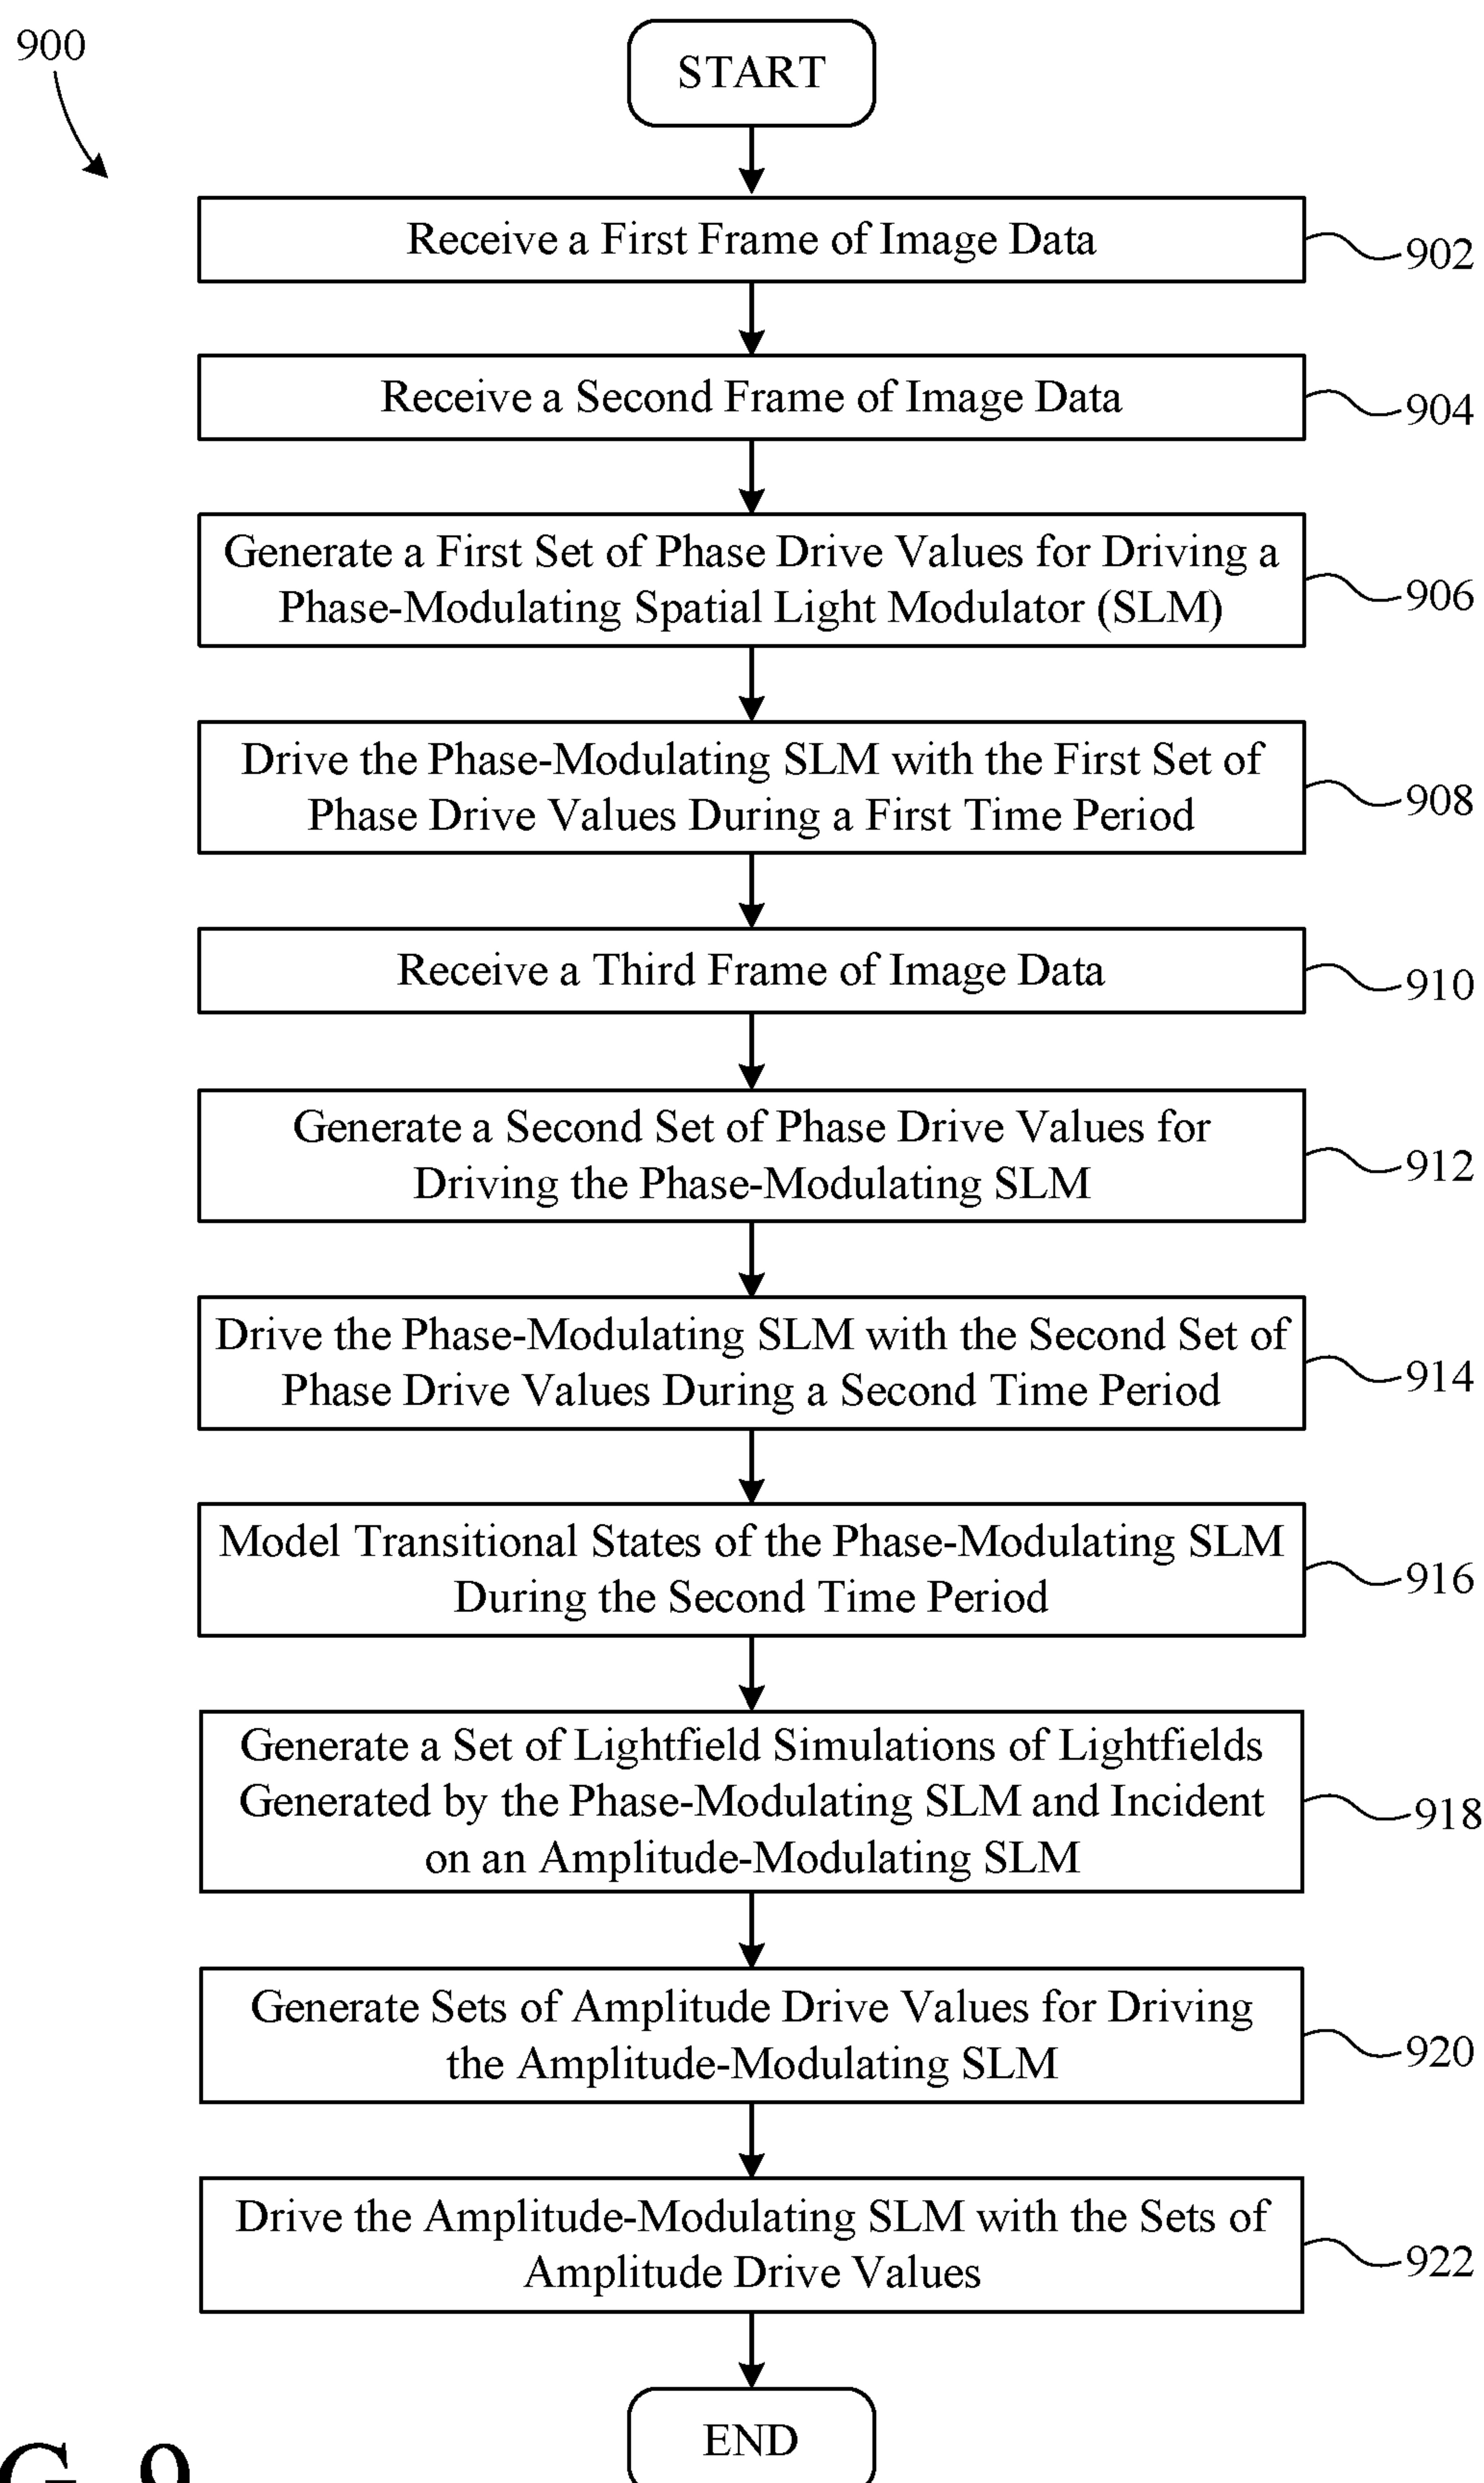 900
START
Receive a First Frame of Image Data
902
Receive a Second Frame of Image Data
904
Generate a First Set of Phase Drive Values for Driving a
Phase-Modulating Spatial Light Modulator (SLM)
906
Drive the Phase-Modulating SLM with the First Set of
Phase Drive Values During a First Time Period
908
Receive a Third Frame of Image Data
910
Generate a Second Set of Phase Drive Values for
Driving the Phase-Modulating SLM
912
Drive the Phase-Modulating SLM with the Second Set of
Phase Drive Values During a Second Time Period
914
Model Transitional States of the Phase-Modulating SLM
During the Second Time Period
916
Generate a Set of Lightfield Simulations of Lightfields
Generated by the Phase-Modulating SLM and Incident
on an Amplitude-Modulating SLM
918
Generate Sets of Amplitude Drive Values for Driving
the Amplitude-Modulating SLM
920
Drive the Amplitude-Modulating SLM with the Sets of
Amplitude Drive Values
922
END
G. 9